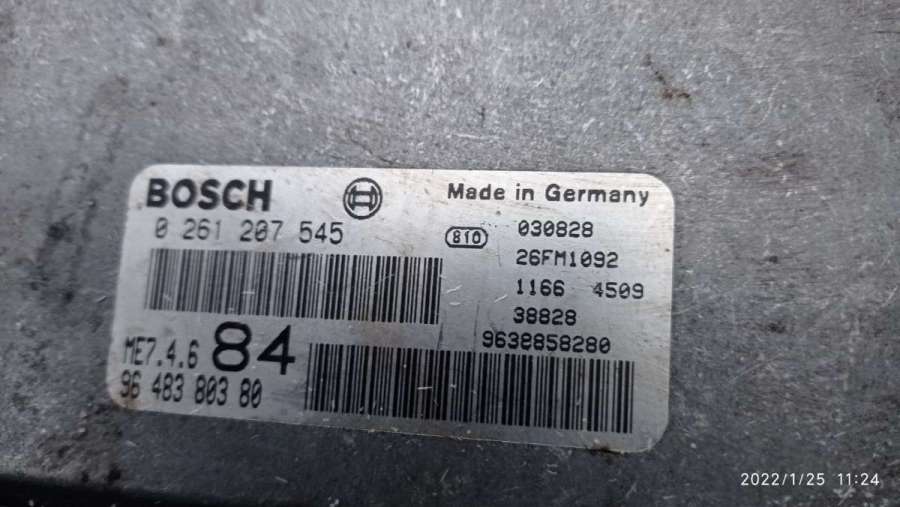 BOSCH
Made in Germany
0 261 207 545
810
030828
26FM1092
1166 4509
38828
9638858280
ME7.4.6
84
96 483 803 80
2022/1/25 11:24